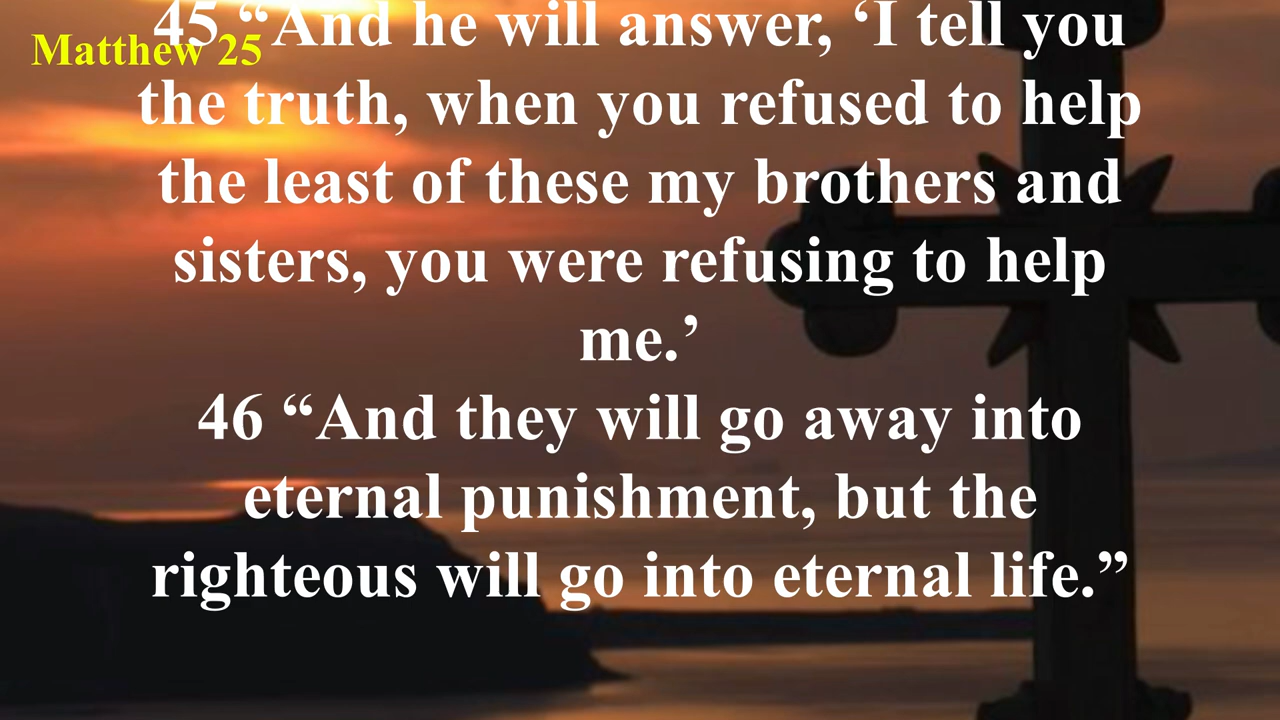 Matthew 25
45 “And he will answer, ‘I tell you
the truth, when you refused to help
the least of these my brothers and
sisters, you were refusing to help
me.’
46 “And they will go away into
eternal punishment, but the
righteous will go into eternal life.”